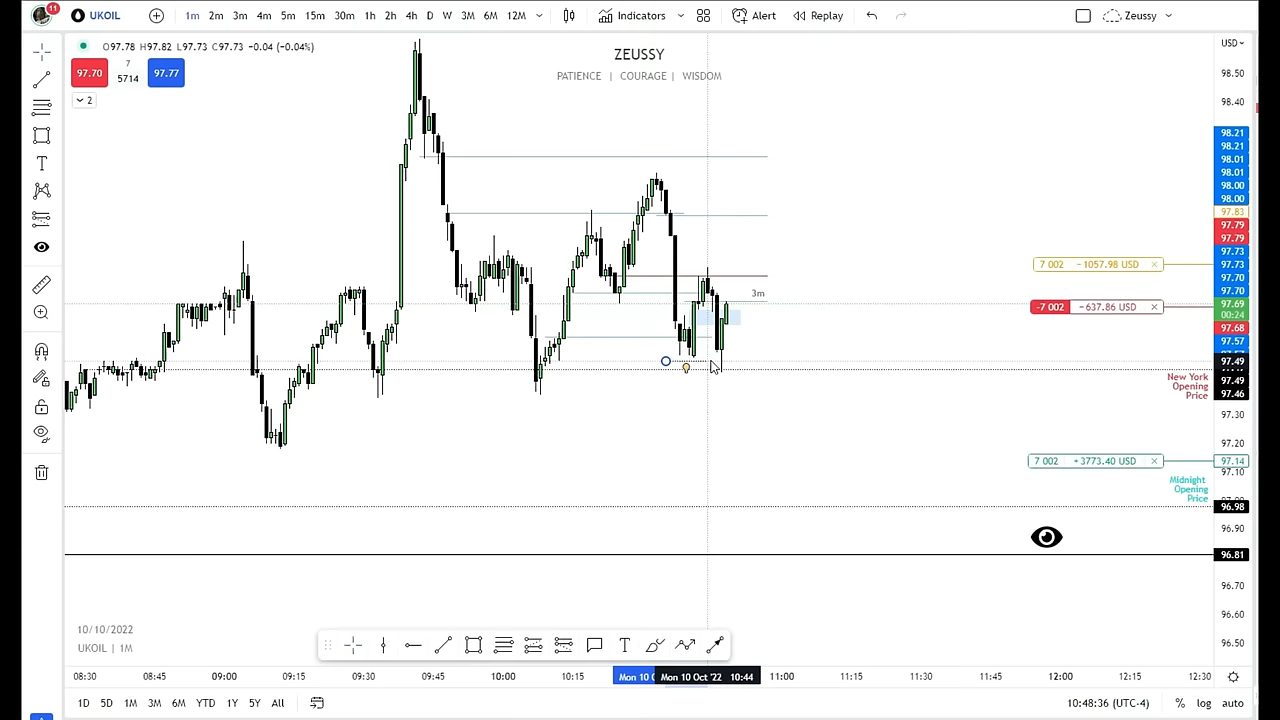 11
UKOIL
1m 2m 3m 4m 5m 15m 30m 1h 2h 4h D W 3M 6M 12M
Indicators
Alert
Replay
Zeussy
O97.78 H97.82 L97.73 C97.73 -0.04 (-0.04%)
97.70
7
5714
97.77
2
ZEUSSY
PATIENCE | COURAGE | WISDOM
USD
98.50
98.40
98.21
98.21
98.01
98.01
98.00
98.00
97.83
97.79
97.79
97.73
97.73
97.70
97.70
97.69
00:24
97.68
97.57
97.49
97.49
97.46
97.30
97.20
97.14
97.10
96.98
96.90
96.81
96.70
96.60
96.50
7 002 -1057.98 USD ×
3m
-7 002 -637.86 USD ×
New York
Opening
Price
7 002 +3773.40 USD ×
Midnight
Opening
Price
10/10/2022
UKOIL | 1M
T
T
08:30 08:45 09:00 09:15 09:30 09:45 10:00 10:15 Mon 10 Mon 10 Oct '22 10:44 11:00 11:15 11:30 11:45 12:00 12:15 12:30
1D 5D 1M 3M 6M YTD 1Y 5Y All
10:48:36 (UTC-4)
% log auto